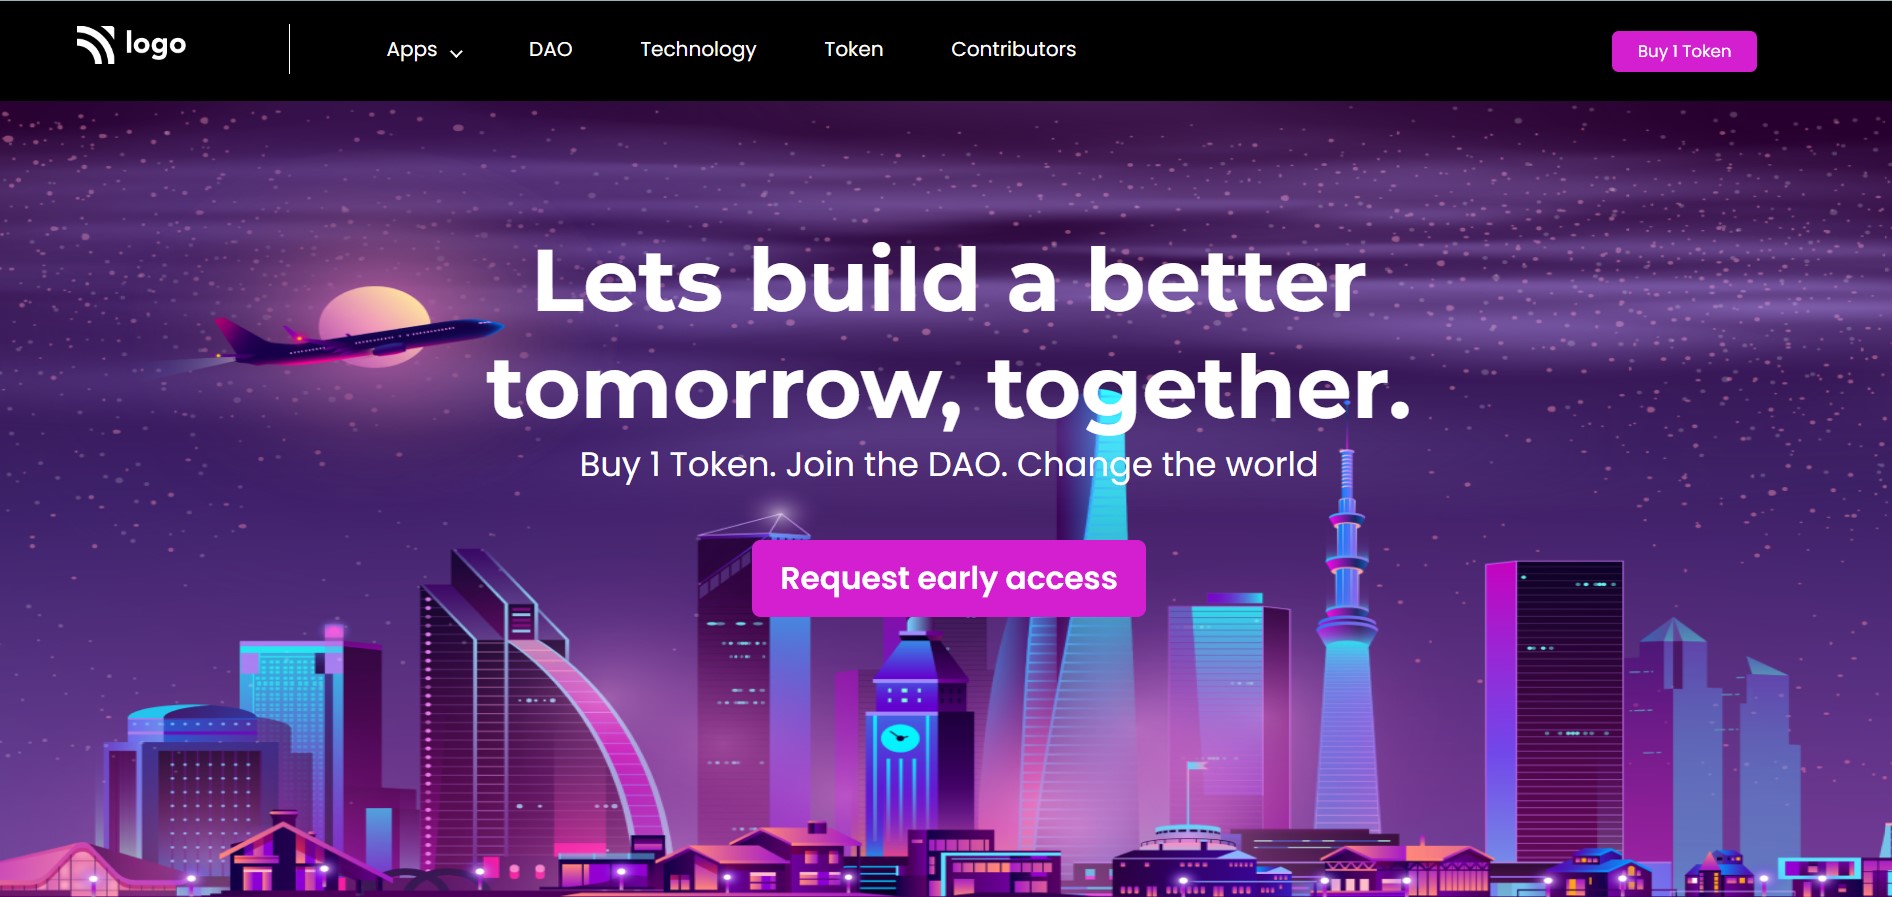 logo
Apps
DAO
Technology
Token
Contributors
Buy 1 Token
Lets build a better
tomorrow, together.
Buy 1 Token. Join the DAO. Change the world
Request early access